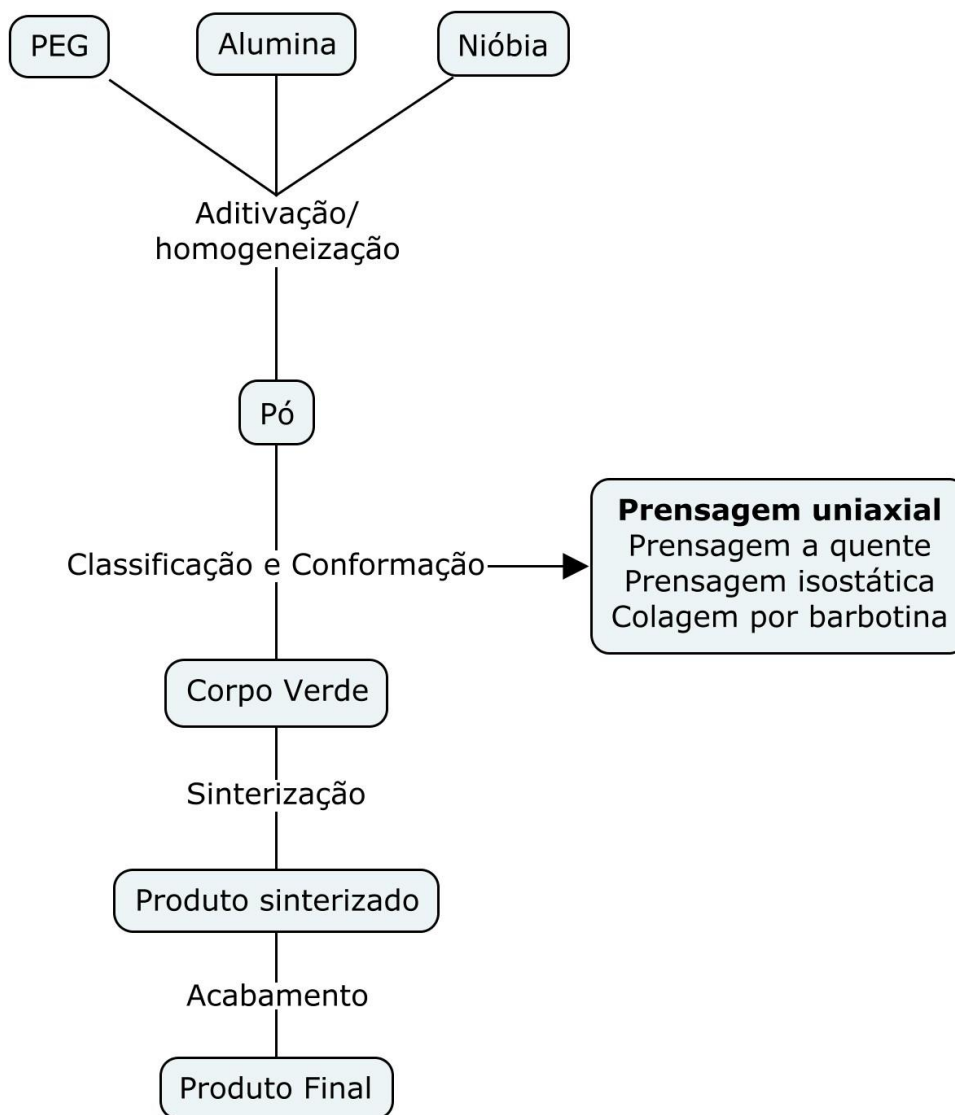 PEG
Alumina
Nióbia
Aditivação/
homogeneização
Pó
Classificação e Conformação
Prensagem uniaxial
Prensagem a quente
Prensagem isostática
Colagem por barbotina
Corpo Verde
Sinterização
Produto sinterizado
Acabamento
Produto Final